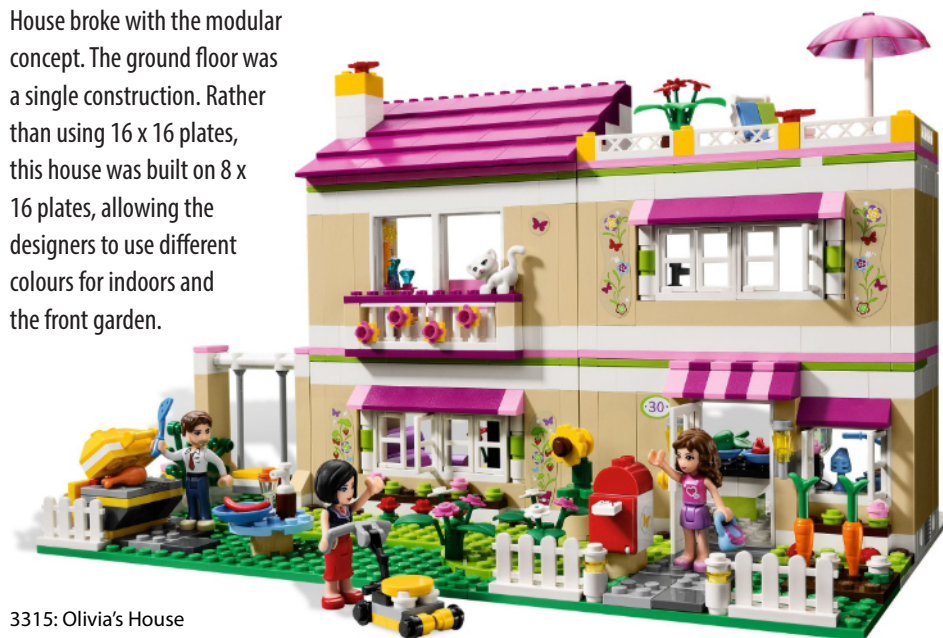 House broke with the modular
concept. The ground floor was
a single construction. Rather
than using 16 x 16 plates,
this house was built on 8 x
16 plates, allowing the
designers to use different
colours for indoors and
the front garden.
30
3315: Olivia’s House